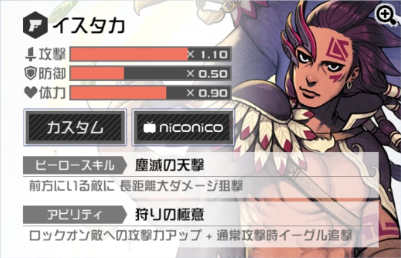 イスタカ
攻撃 × 1.10
防御 × 0.50
体力 × 0.90
カスタム niconico
ヒーロースキル 塵滅の天撃
前方にいる敵に 長距離大ダメージ狙撃
アビリティ 狩りの極意
ロックオン敵への攻撃力アップ + 通常攻撃時イーグル追撃